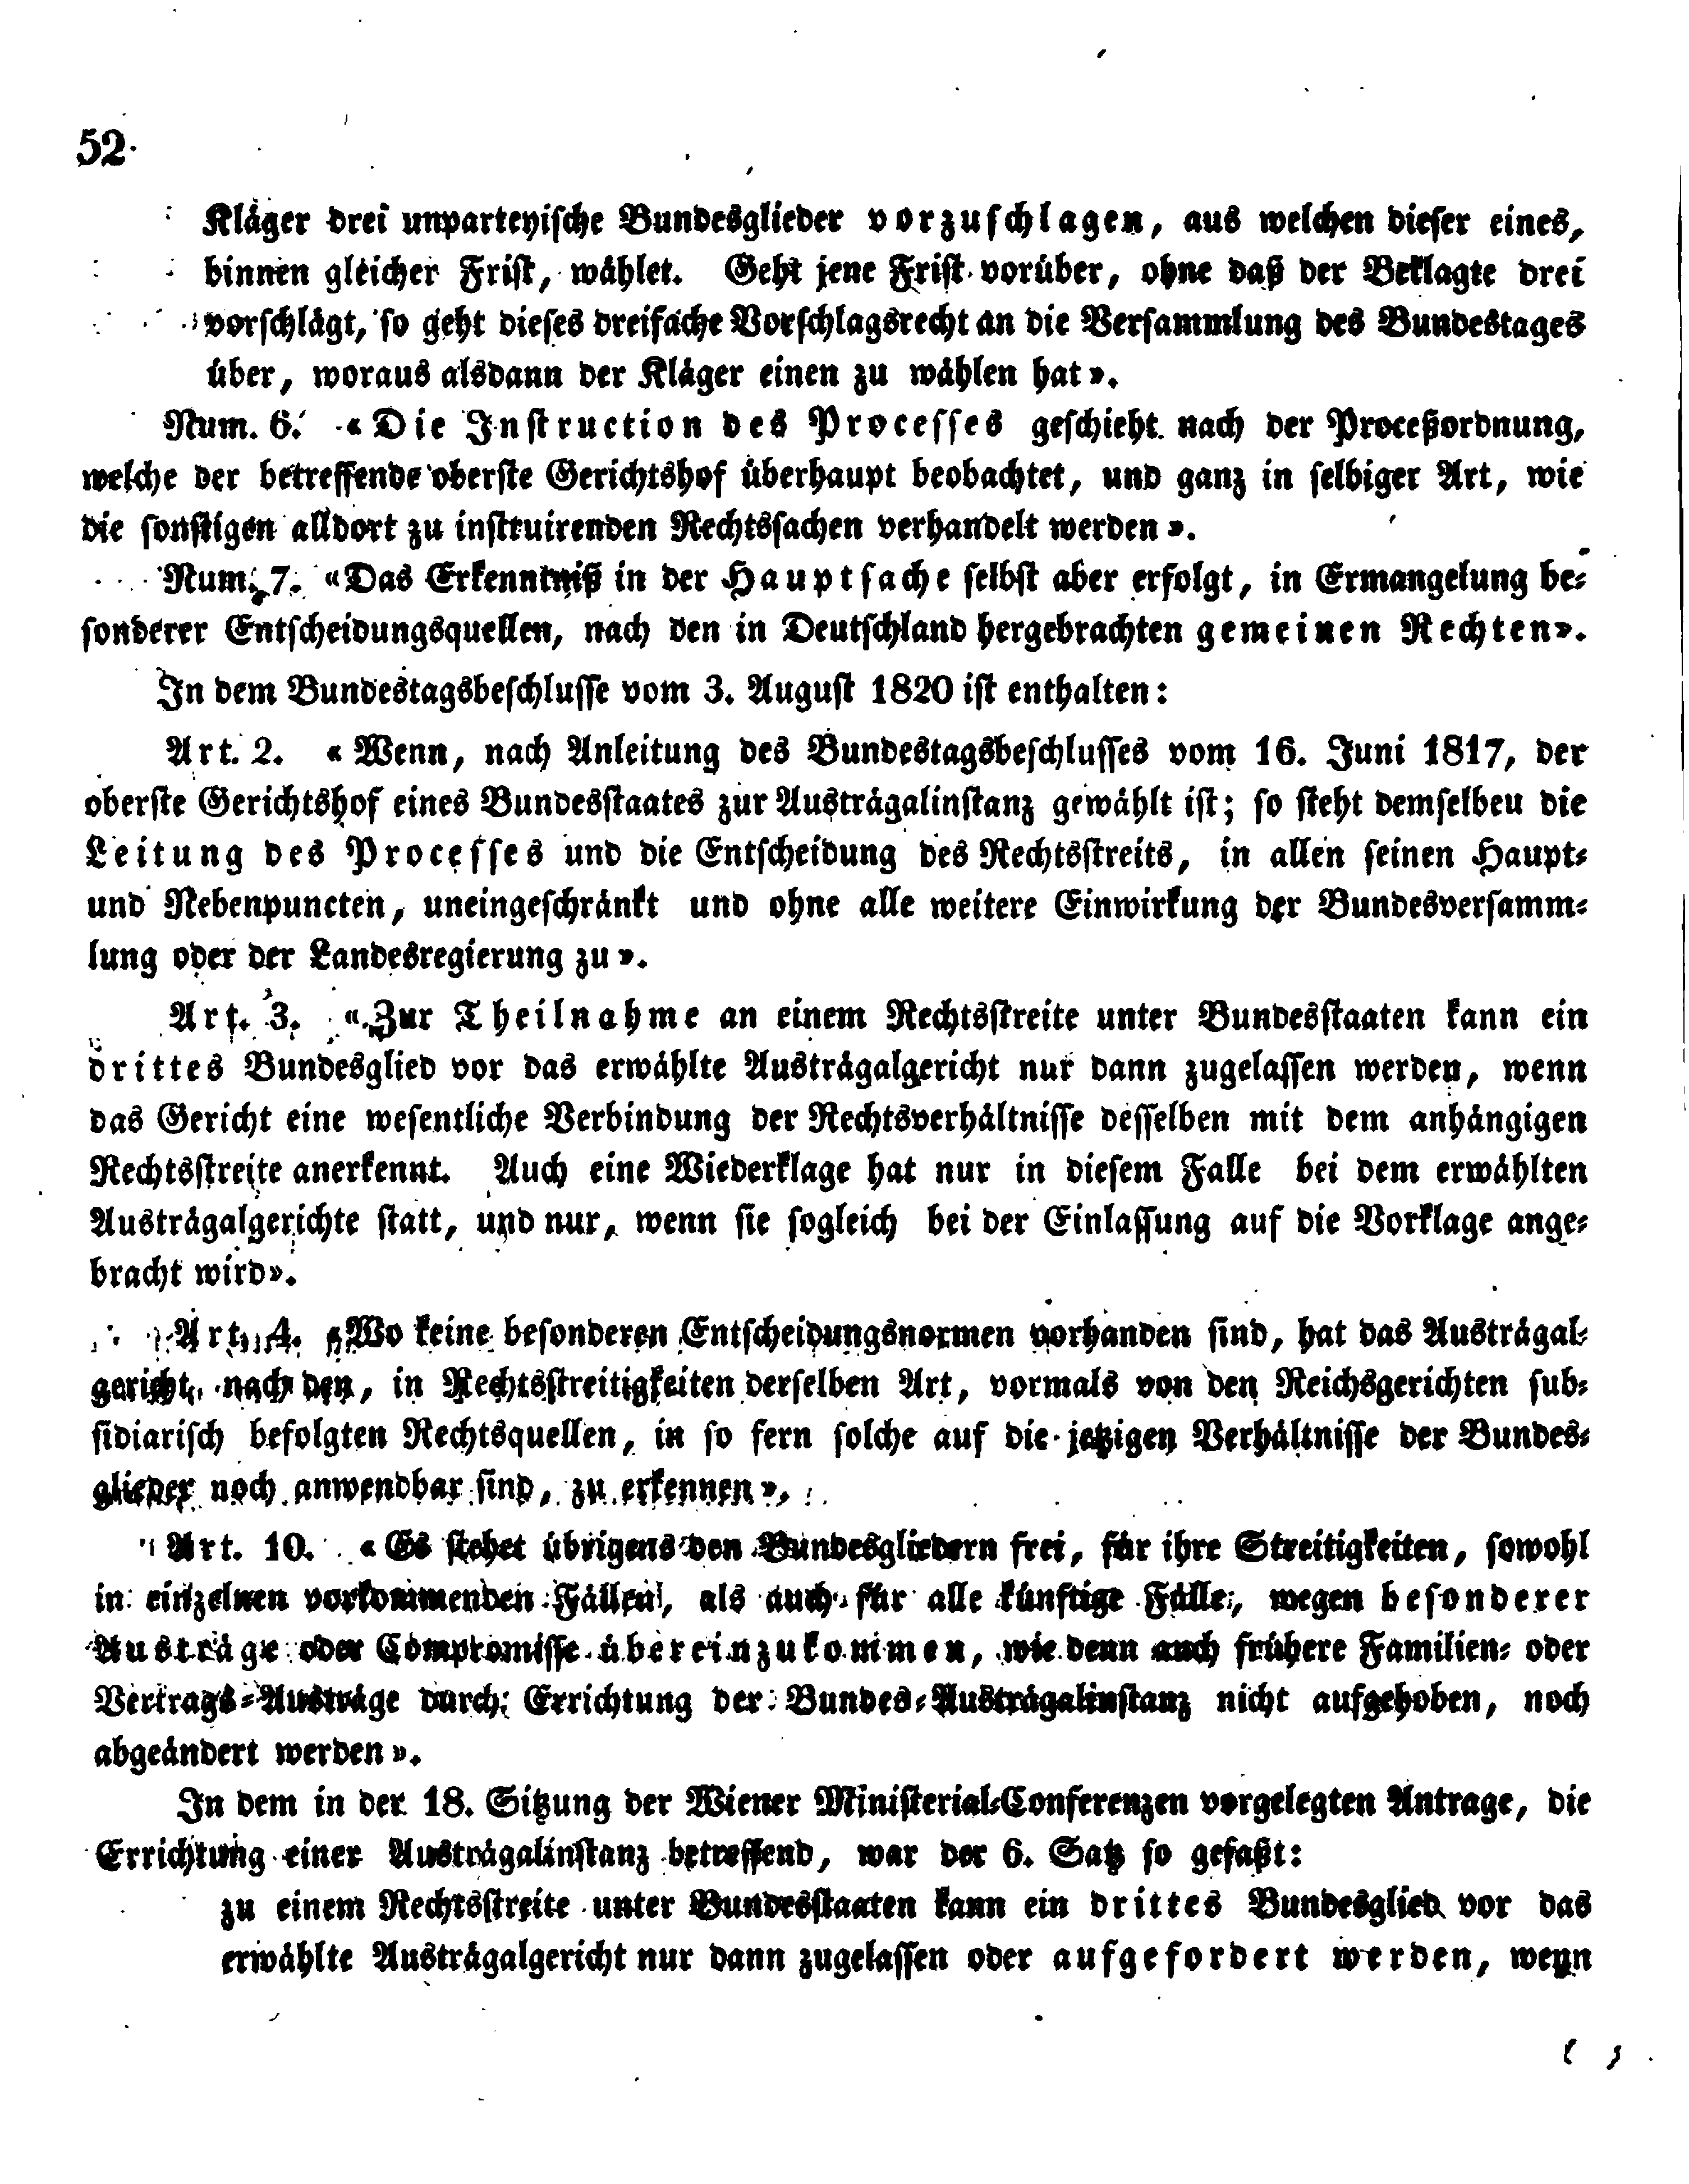 52
Kläger drei unparteyische Bundesglieder vorzuschlagen, aus welchen dieser eines,
binnen gleicher Frist, wählet. Geht jene Frist vorüber, ohne daß der Beklagte drei
vorschlägt, so geht dieses dreifache Vorschlagsrecht an die Versammlung des Bundestages
über, woraus alsdann der Kläger einen zu wählen hat».
Num. 6. «Die Instruction des Processes geschieht nach der Proceßordnung,
welche der betreffende oberste Gerichtshof überhaupt beobachtet, und ganz in selbiger Art, wie
die sonstigen alldort zu instruirenden Rechtssachen verhandelt werden».
Num. 7. «Das Erkenntniß in der Hauptsache selbst aber erfolgt, in Ermangelung be-
sonderer Entscheidungsquellen, nach den in Deutschland hergebrachten gemeinen Rechten».
In dem Bundestagsbeschlusse vom 3. August 1820 ist enthalten:
Art. 2. «Wenn, nach Anleitung des Bundestagsbeschlusses vom 16. Juni 1817, der
oberste Gerichtshof eines Bundesstaates zur Austrägalinstanz gewählt ist; so steht demselbeu die
Leitung des Processes und die Entscheidung des Rechtsstreits, in allen seinen Haupt-
und Nebenpuncten, uneingeschränkt und ohne alle weitere Einwirkung der Bundesversamm-
lung oder der Landesregierung zu».
Art. 3. «Zur Theilnahme an einem Rechtsstreite unter Bundesstaaten kann ein
drittes Bundesglied vor das erwählte Austrägalgericht nur dann zugelassen werden, wenn
das Gericht eine wesentliche Verbindung der Rechtsverhältnisse desselben mit dem anhängigen
Rechtsstreite anerkennt. Auch eine Wiederklage hat nur in diesem Falle bei dem erwählten
Austrägalgerichte statt, und nur, wenn sie sogleich bei der Einlassung auf die Vorklage ange-
bracht wird».
Art. 4. «Wo keine besonderen Entscheidungsnormen vorhanden sind, hat das Austrägal-
gericht nach den, in Rechtsstreitigkeiten derselben Art, vormals von den Reichsgerichten sub-
sidiarisch befolgten Rechtsquellen, in so fern solche auf die jetzigen Verhältnisse der Bundes-
glieder noch anwendbar sind, zu erkennen».
Art. 10. «Es stehet übrigens den Bundesgliedern frei, für ihre Streitigkeiten, sowohl
in einzelnen vorkommenden Fällen, als auch für alle künftige Fälle, wegen besonderer
Austräge oder Compromisse übereinzukommen, wie denn auch frühere Familien- oder
Vertrags-Austräge durch Errichtung der Bundes-Austrägalinstanz nicht aufgehoben, noch
abgeändert werden».
In dem in der 18. Sitzung der Wiener Ministerial-Conferenzen vorgelegten Antrage, die
Errichtung einer Austrägalinstanz betreffend, war der 6. Satz so gefaßt:
zu einem Rechtsstreite unter Bundesstaaten kann ein drittes Bundesglied vor das
erwählte Austrägalgericht nur dann zugelassen oder aufgefordert werden, wenn